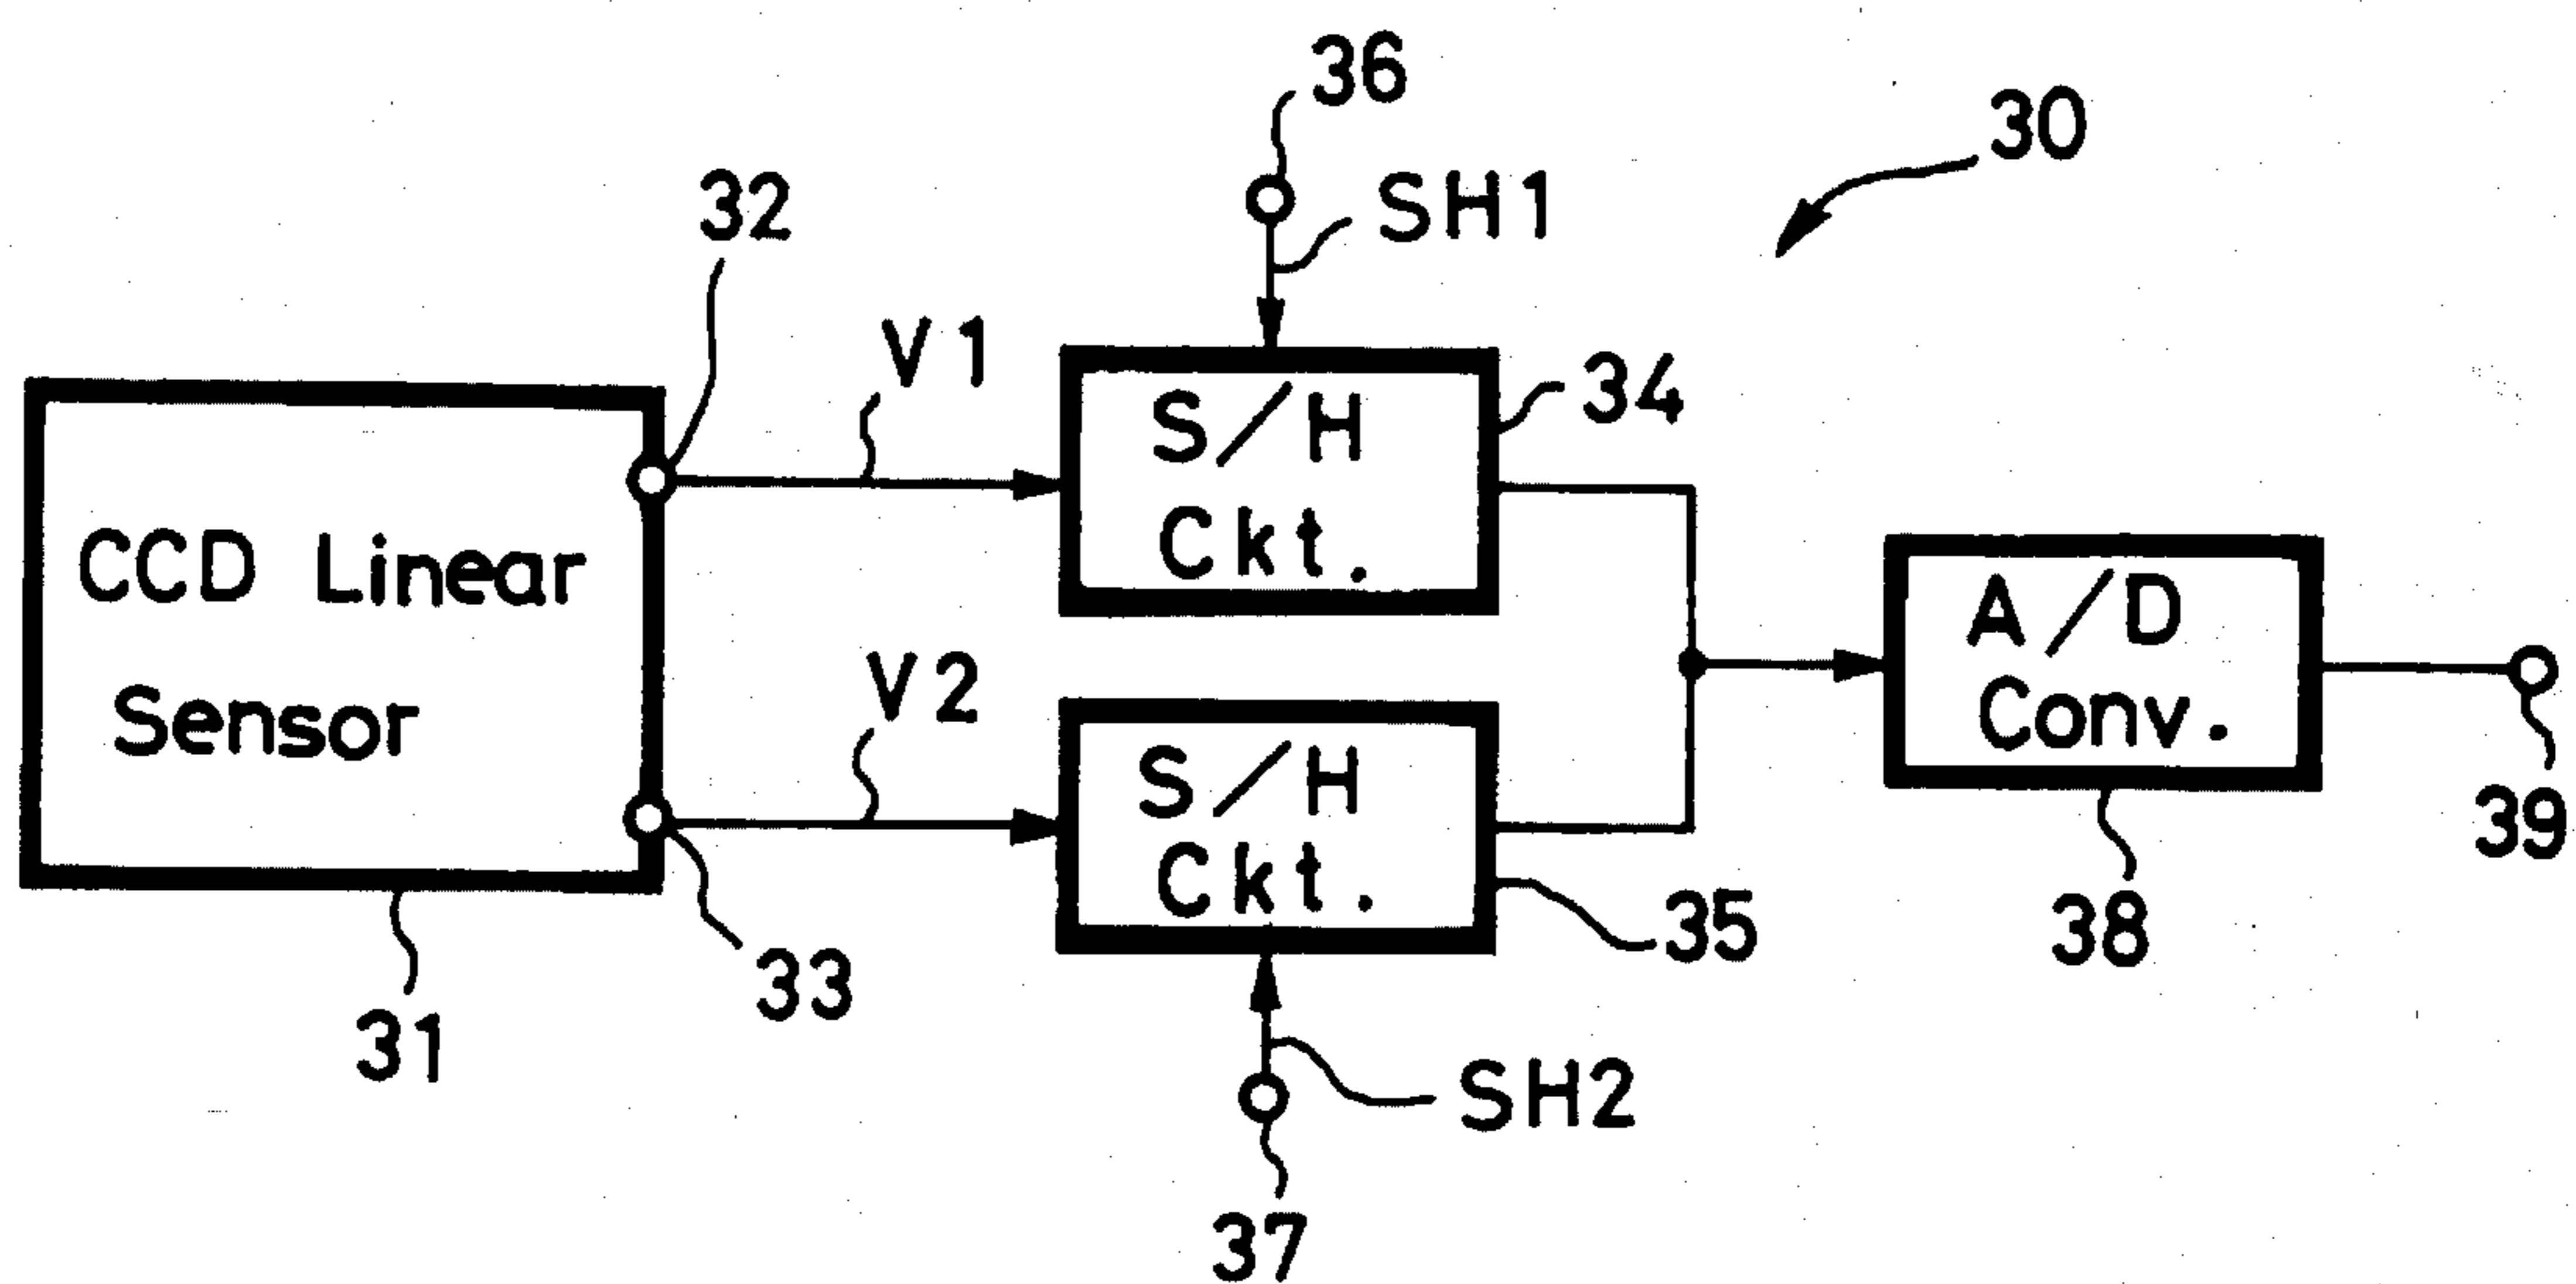 36
30
32
SH1
V1
34
S/H
Ckt.
CCD Linear
Sensor
A/D
Conv.
V2
S/H
Ckt.
39
35
38
33
31
SH2
37